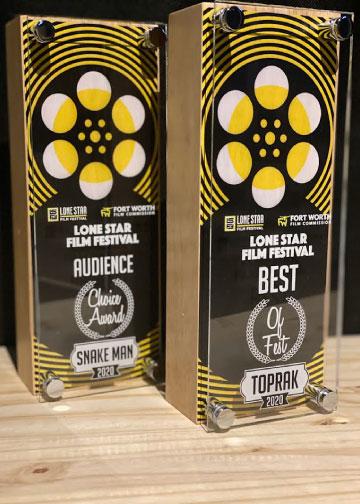 LONE STAR
FILM FESTIVAL
FORT WORTH
FILM COMMISSION
LONE STAR
FILM FESTIVAL
AUDIENCE
Choice
Award
SNAKE MAN
2020
LONE STAR
FILM FESTIVAL
FORT WORTH
FILM COMMISSION
LONE STAR
FILM FESTIVAL
BEST
Of
Fest
TOPRAK
2020